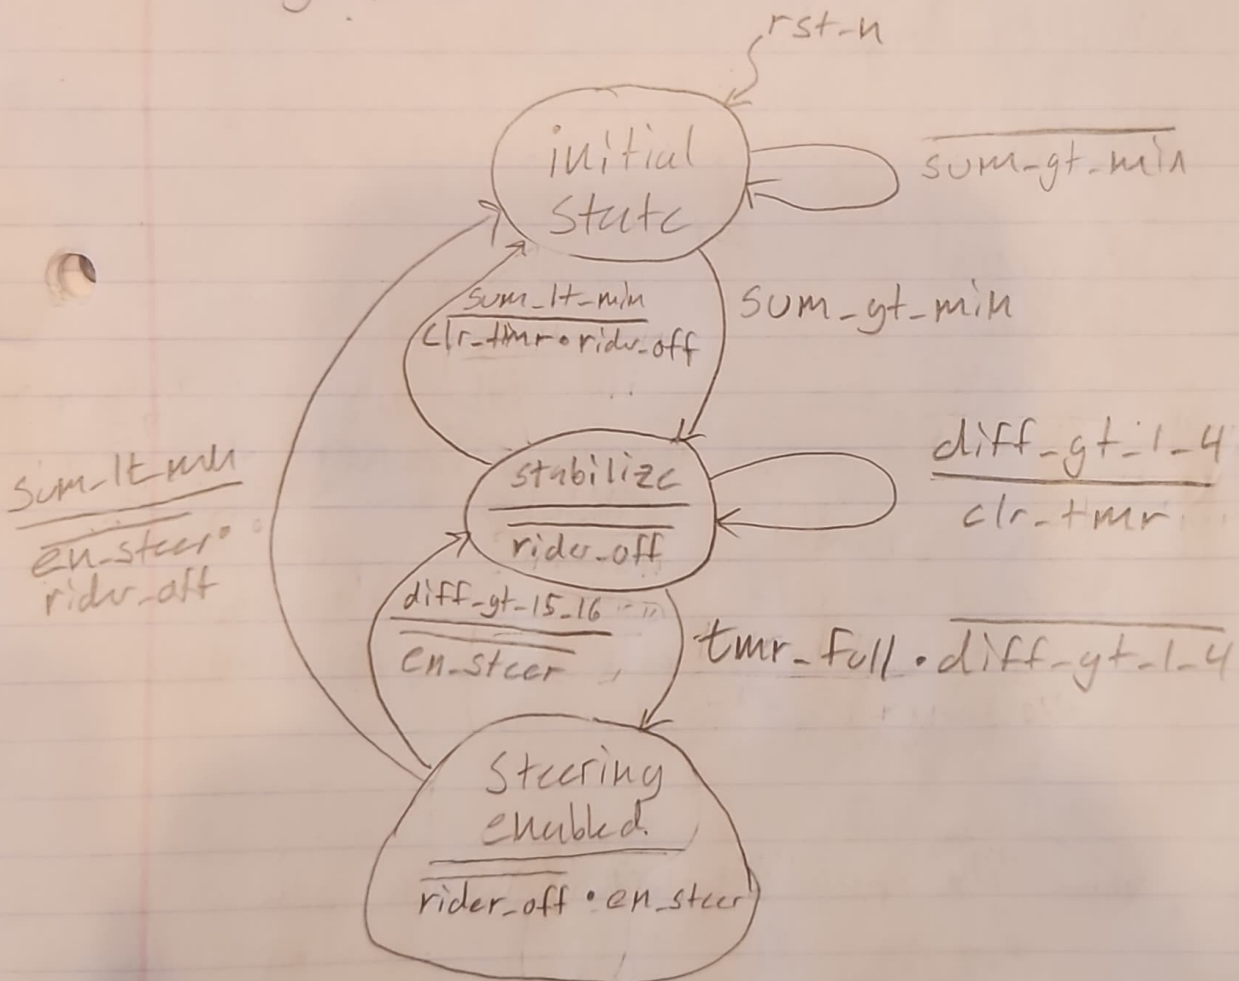 rst_n
initial
state
sum_gt_min
sum_lt_min
clr_tmr • rider_off
sum_gt_min
stabilize
rider_off
diff_gt_1_4
clr_tmr
sum_lt_min
en_steer •
rider_off
diff_gt_15_16
en_steer
tmr_full • diff_gt_1_4
Steering
enabled
rider_off • en_steer